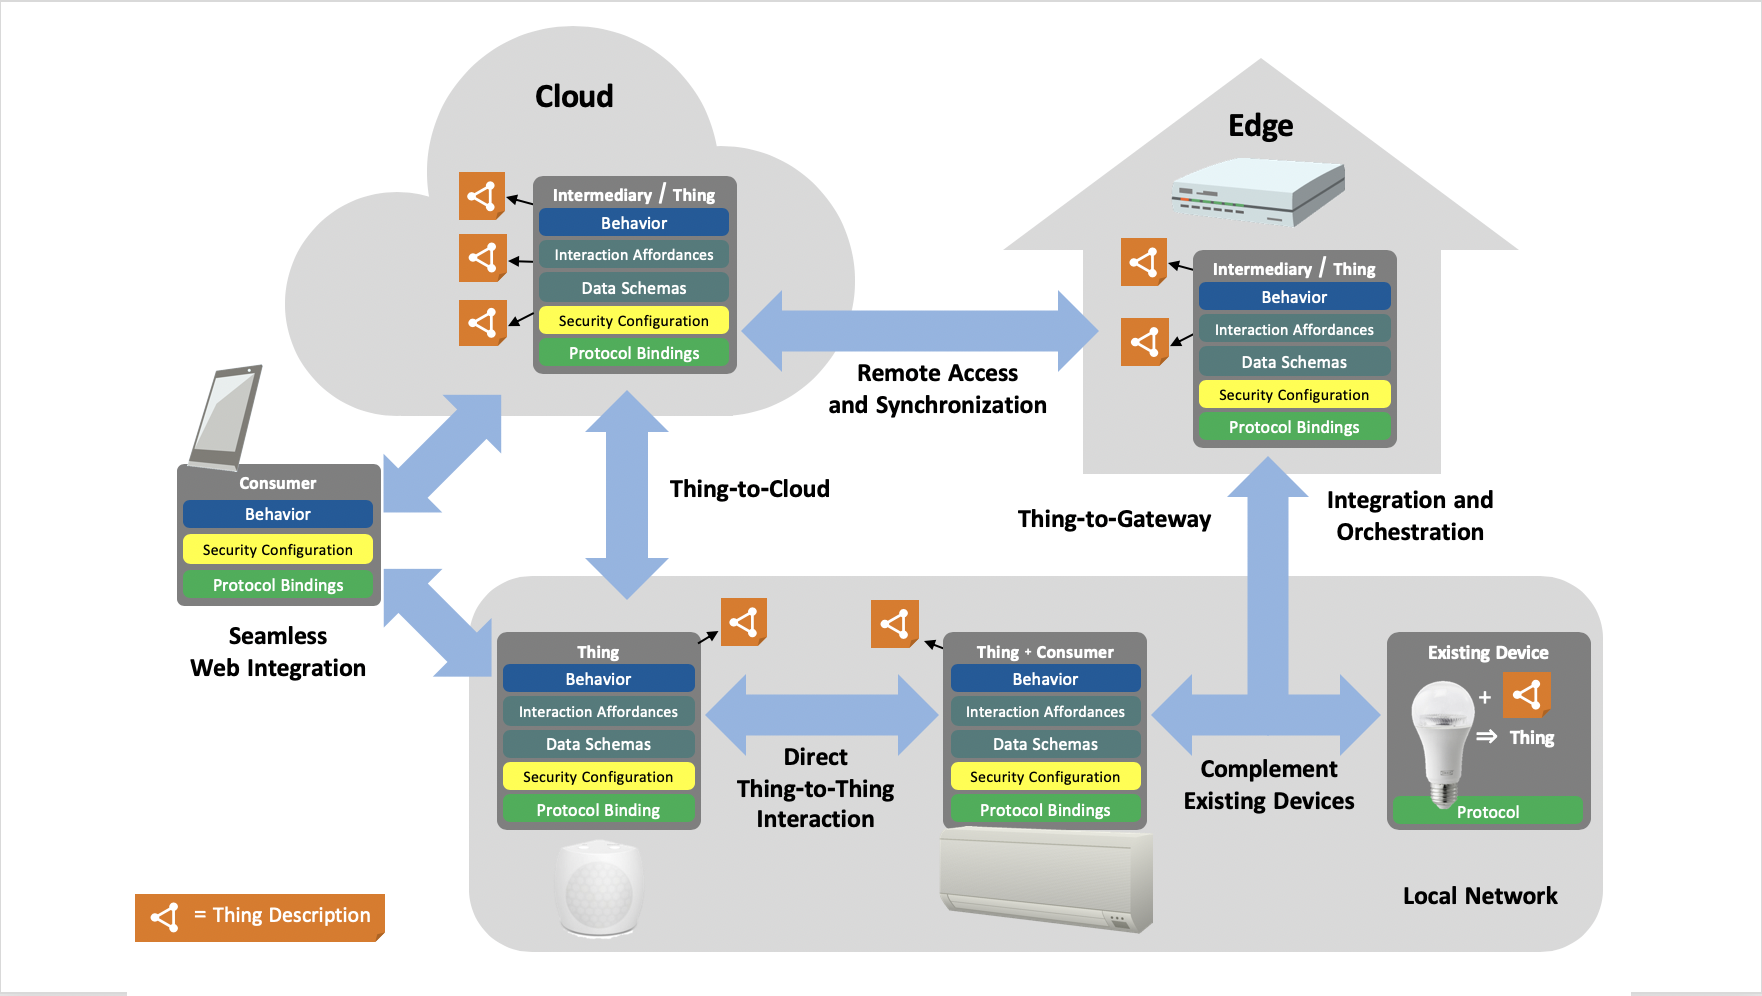 Cloud
Intermediary / Thing
Behavior
Interaction Affordances
Data Schemas
Security Configuration
Protocol Bindings
Edge
Intermediary / Thing
Behavior
Interaction Affordances
Data Schemas
Security Configuration
Protocol Bindings
Remote Access
and Synchronization
Consumer
Behavior
Security Configuration
Protocol Bindings
Seamless
Web Integration
Thing-to-Cloud
Thing-to-Gateway
Integration and
Orchestration
Thing
Behavior
Interaction Affordances
Data Schemas
Security Configuration
Protocol Binding
Direct
Thing-to-Thing
Interaction
Thing + Consumer
Behavior
Interaction Affordances
Data Schemas
Security Configuration
Protocol Bindings
Complement
Existing Devices
Existing Device
+
⇒ Thing
Protocol
Local Network
= Thing Description